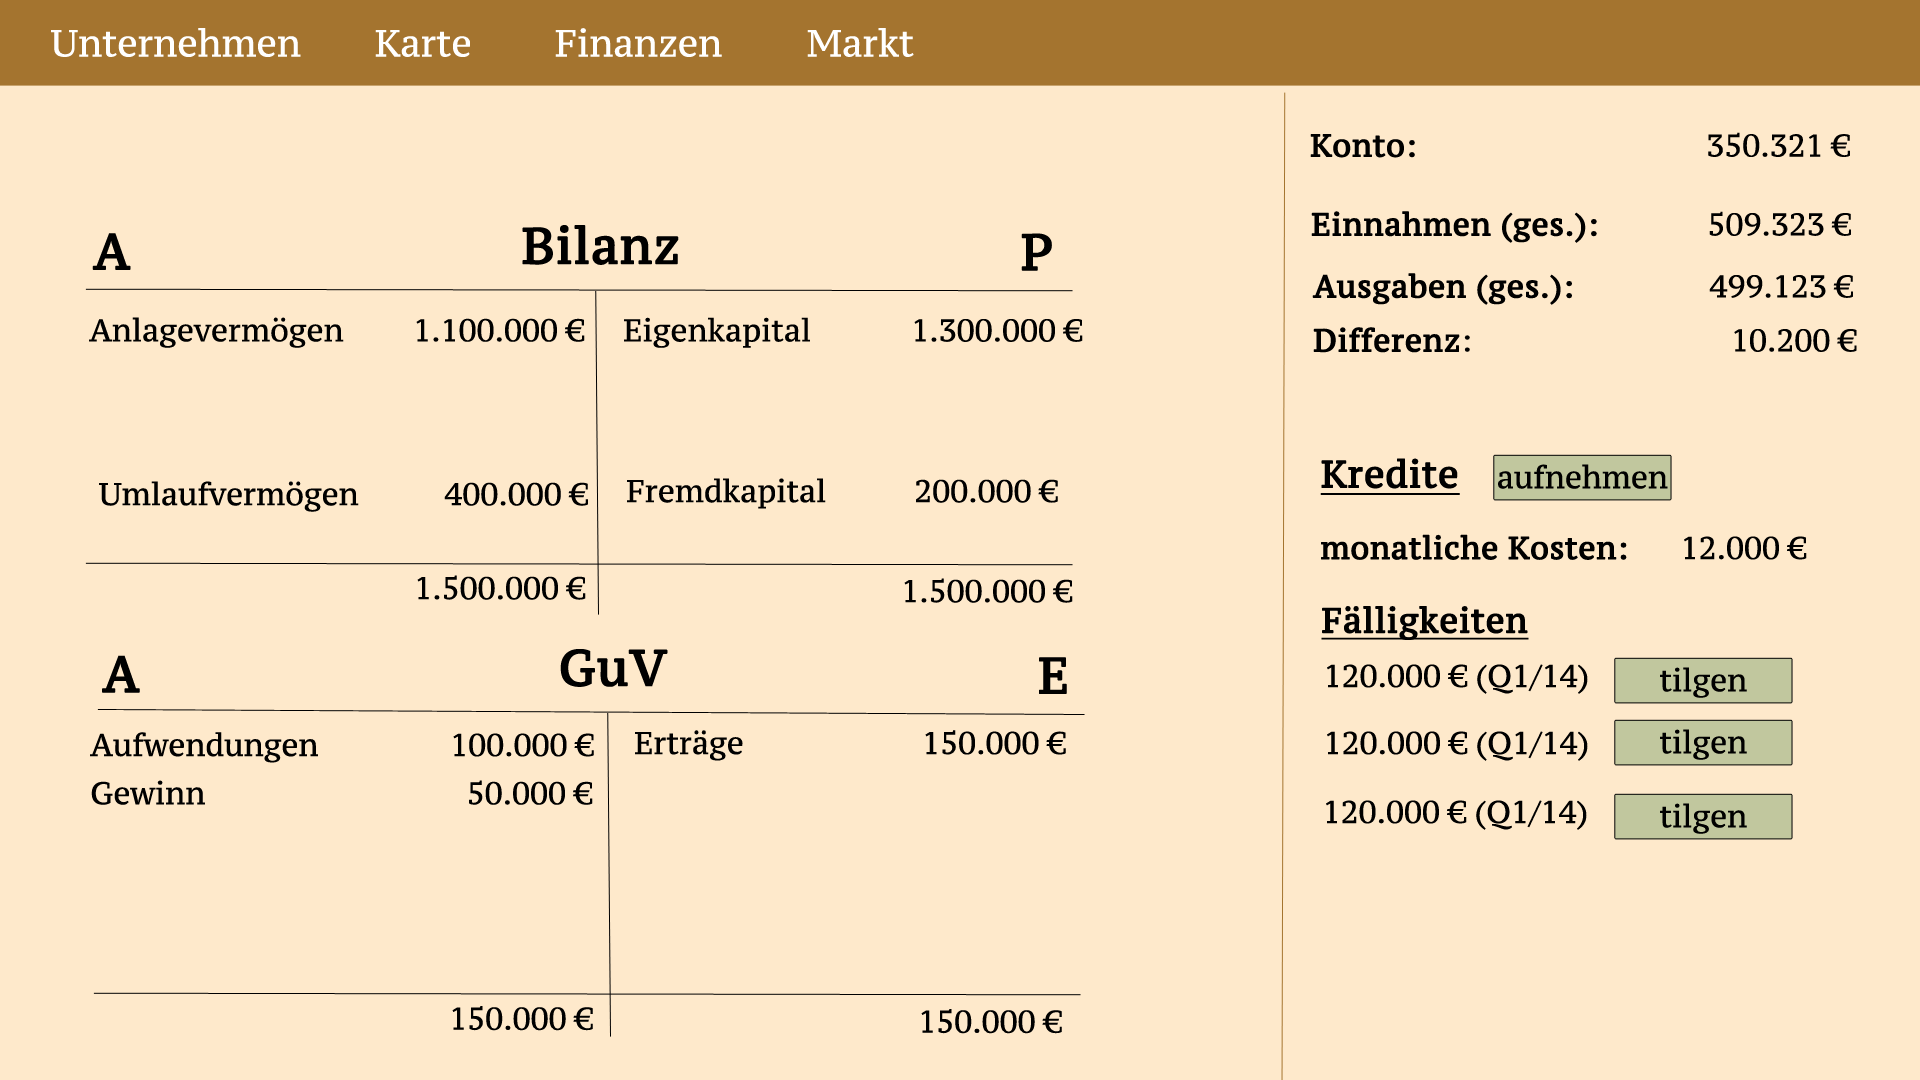 Unternehmen Karte Finanzen Markt
A Bilanz P
Anlagevermögen 1.100.000 € Eigenkapital 1.300.000 €
Umlaufvermögen 400.000 € Fremdkapital 200.000 €
1.500.000 € 1.500.000 €
A GuV E
Aufwendungen 100.000 € Erträge 150.000 €
Gewinn 50.000 €
150.000 € 150.000 €
Konto: 350.321 €
Einnahmen (ges.): 509.323 €
Ausgaben (ges.): 499.123 €
Differenz: 10.200 €
Kredite aufnehmen
monatliche Kosten: 12.000 €
Fälligkeiten
120.000 € (Q1/14) tilgen
120.000 € (Q1/14) tilgen
120.000 € (Q1/14) tilgen